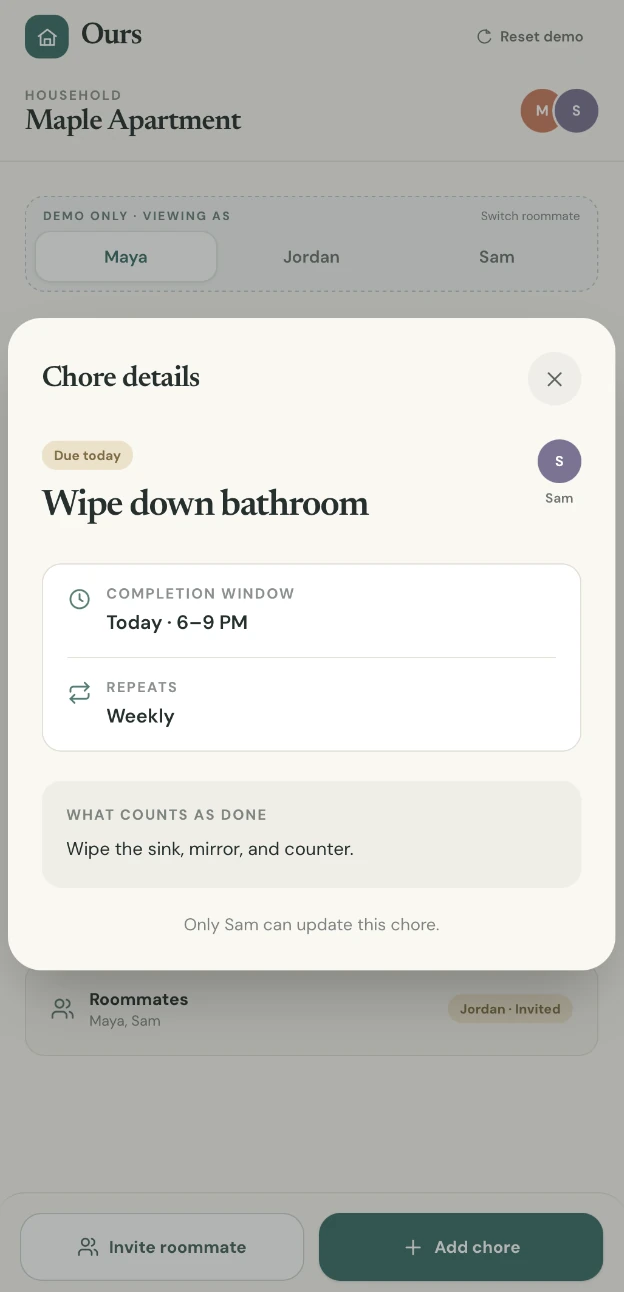 Ours
Reset demo
HOUSEHOLD
Maple Apartment
M
S
DEMO ONLY · VIEWING AS
Switch roommate
Maya
Jordan
Sam
Chore details
Due today
S
Wipe down bathroom
Sam
COMPLETION WINDOW
Today · 6–9 PM
REPEATS
Weekly
WHAT COUNTS AS DONE
Wipe the sink, mirror, and counter.
Only Sam can update this chore.
Roommates
Maya, Sam
Jordan · Invited
Invite roommate
Add chore